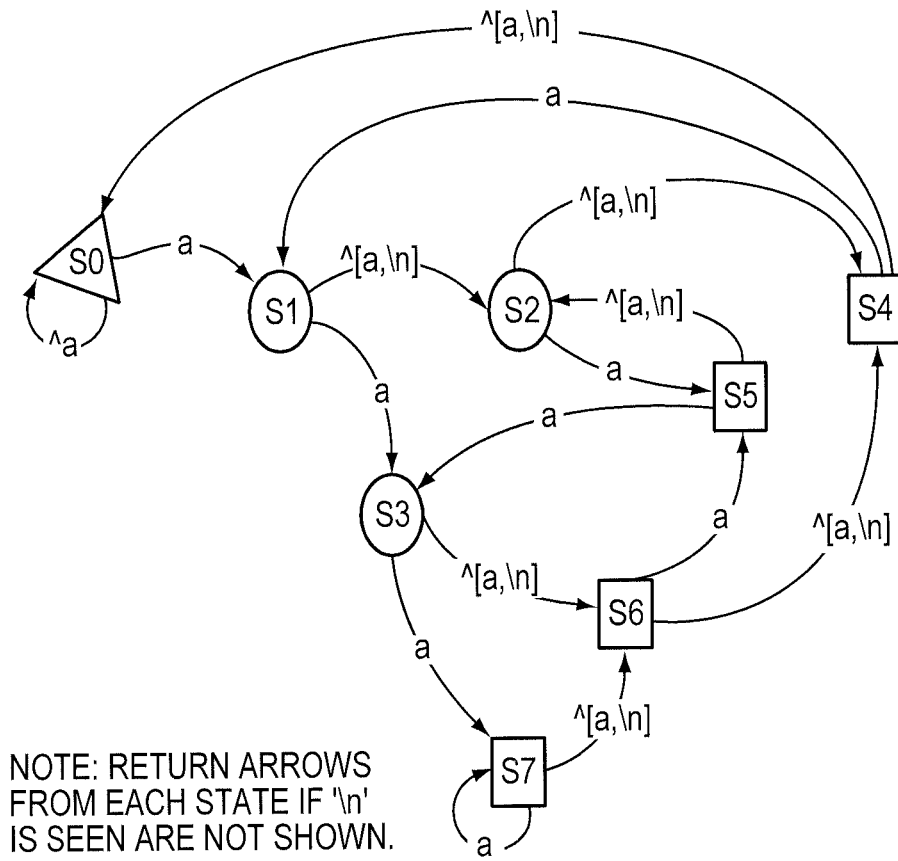 ^[a,\n]
a
^[a,\n]
S0
a
^[a,\n]
S1
S2
^[a,\n]
S4
^a
a
S5
a
a
S3
a
^[a,\n]
^[a,\n]
S6
a
^[a,\n]
S7
a
NOTE: RETURN ARROWS
FROM EACH STATE IF '\n'
IS SEEN ARE NOT SHOWN.